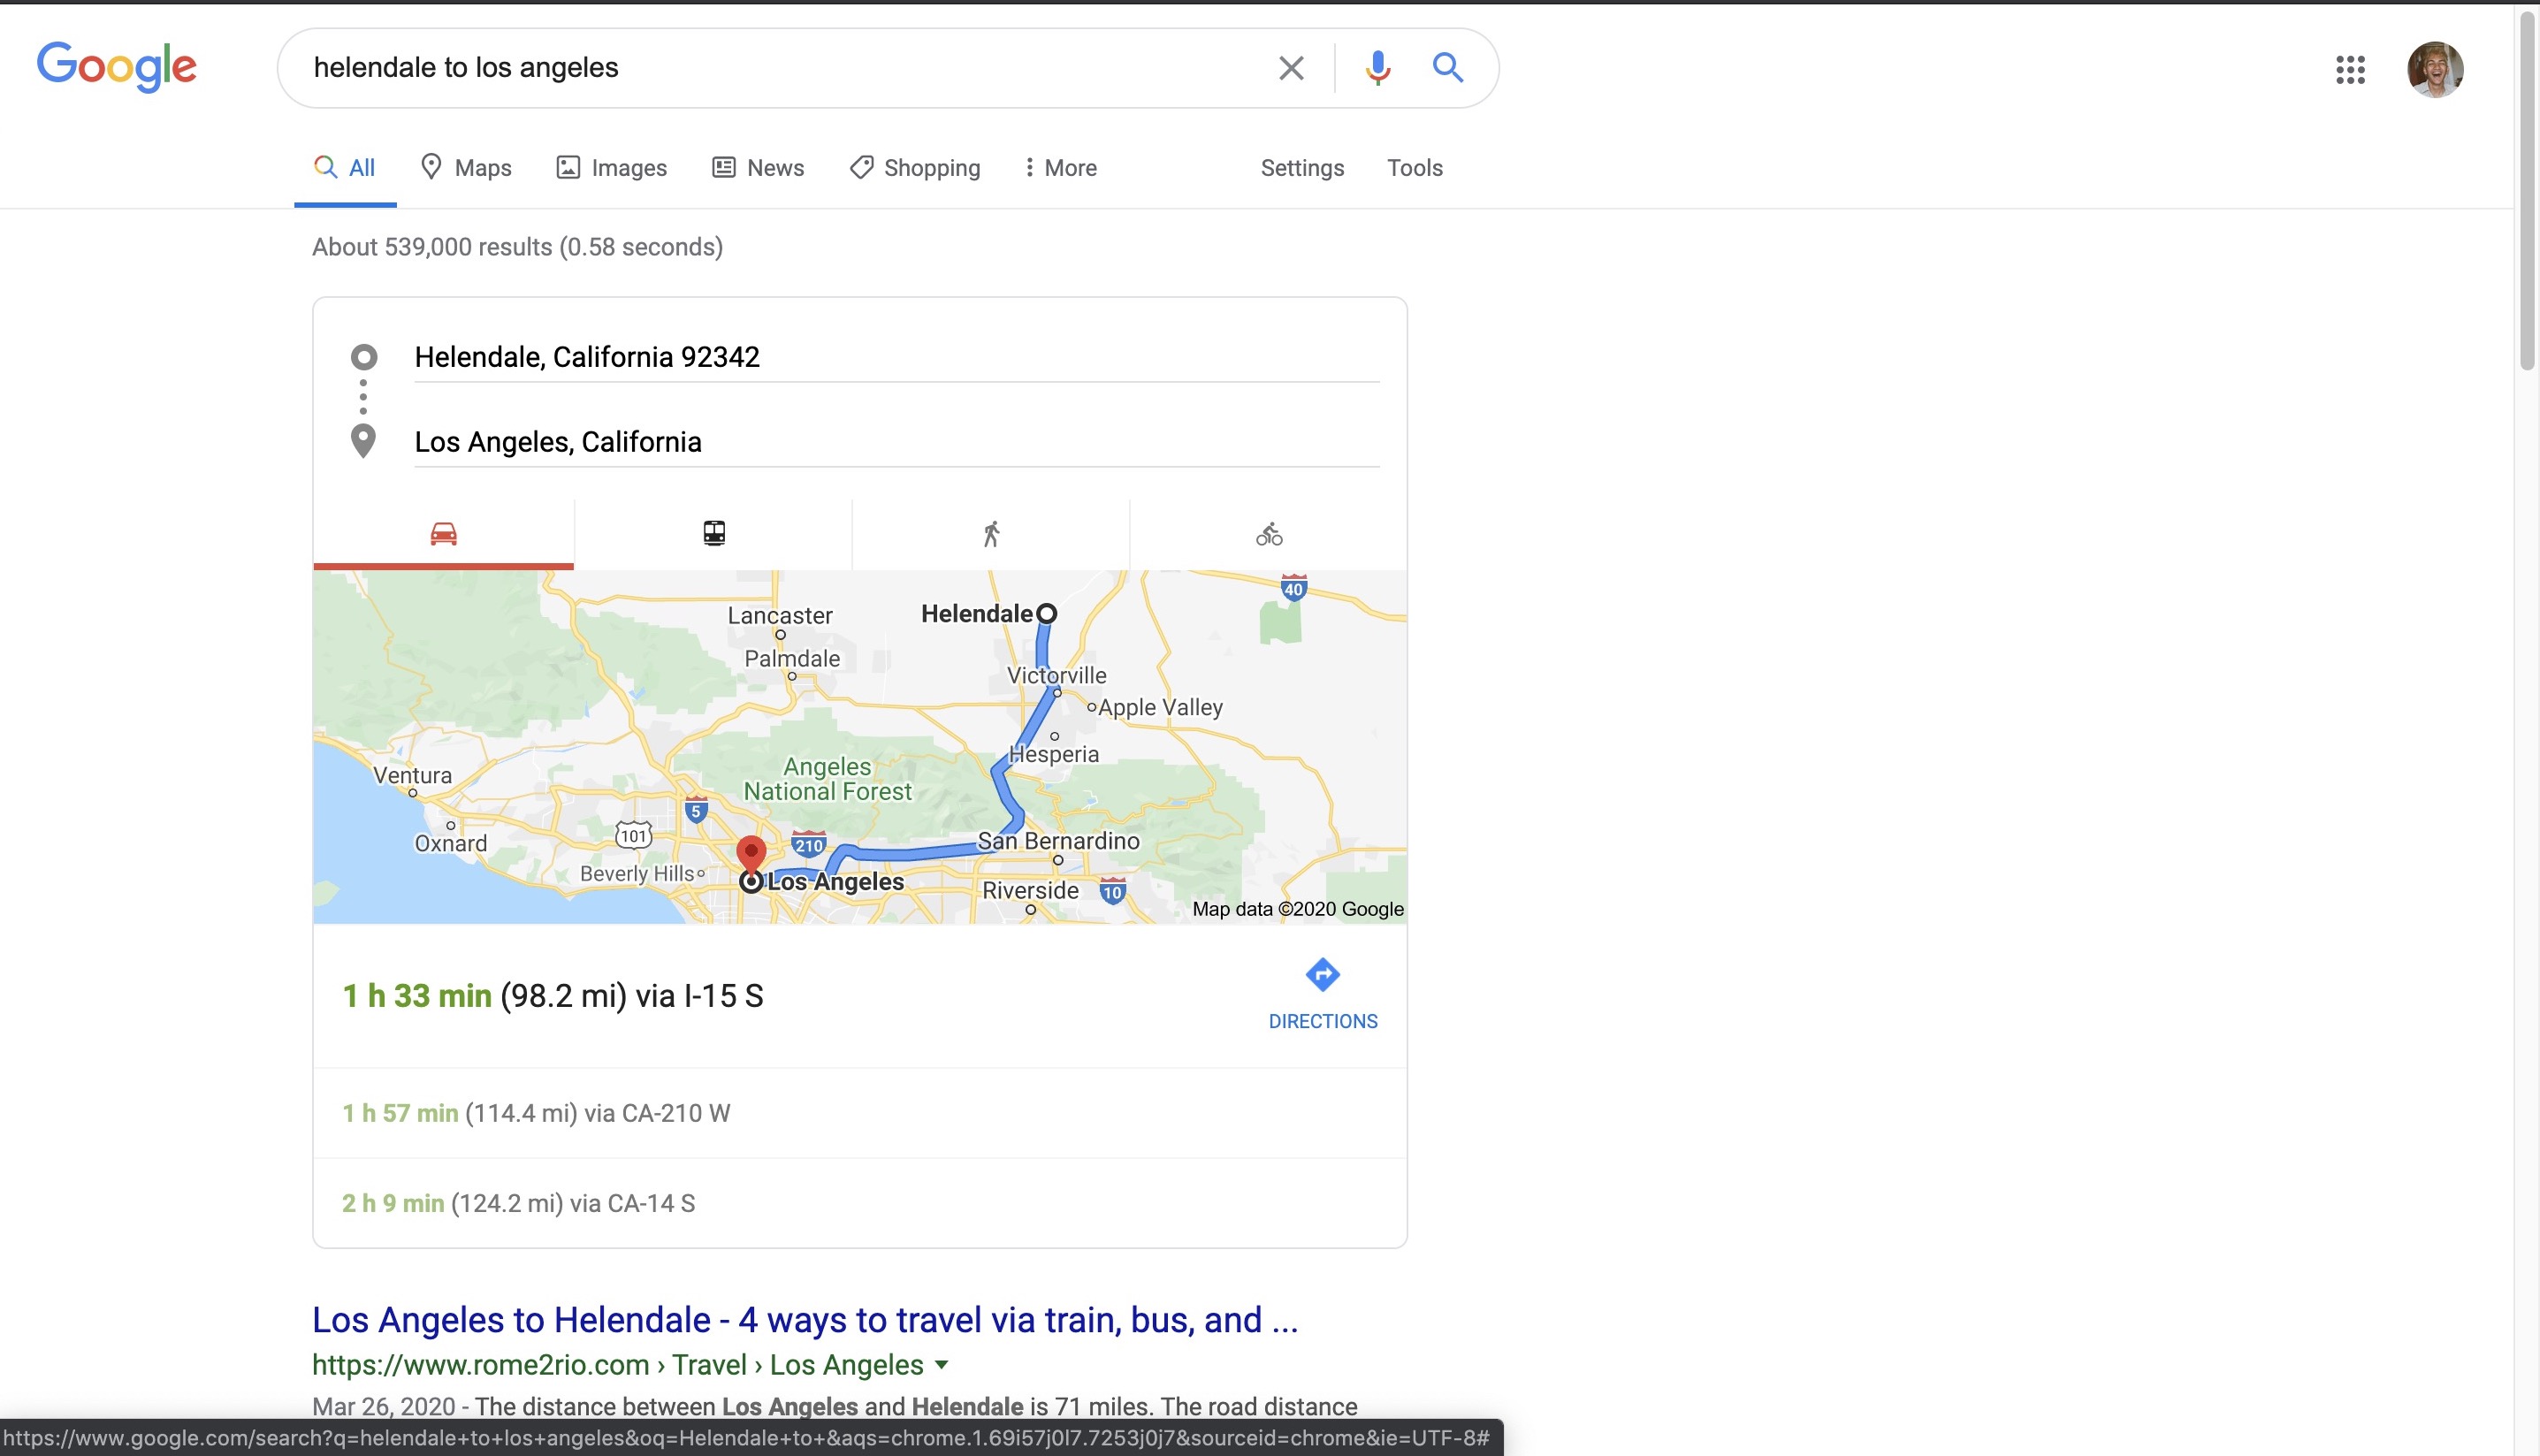 Google
helendale to los angeles
All Maps Images News Shopping More Settings Tools
About 539,000 results (0.58 seconds)
Helendale, California 92342
Los Angeles, California
40
Lancaster
Helendale
Palmdale
Victorville
Apple Valley
Hesperia
Angeles
National Forest
Ventura
5
101
210
Oxnard
San Bernardino
Beverly Hills
Los Angeles
Riverside
10
Map data ©2020 Google
1 h 33 min (98.2 mi) via I-15 S
DIRECTIONS
1 h 57 min (114.4 mi) via CA-210 W
2 h 9 min (124.2 mi) via CA-14 S
Los Angeles to Helendale - 4 ways to travel via train, bus, and ...
https://www.rome2rio.com › Travel › Los Angeles
Mar 26, 2020 - The distance between Los Angeles and Helendale is 71 miles. The road distance
https://www.google.com/search?q=helendale+to+los+angeles&oq=Helendale+to+&aqs=chrome.1.69i57j0l7.7253j0j7&sourceid=chrome&ie=UTF-8#